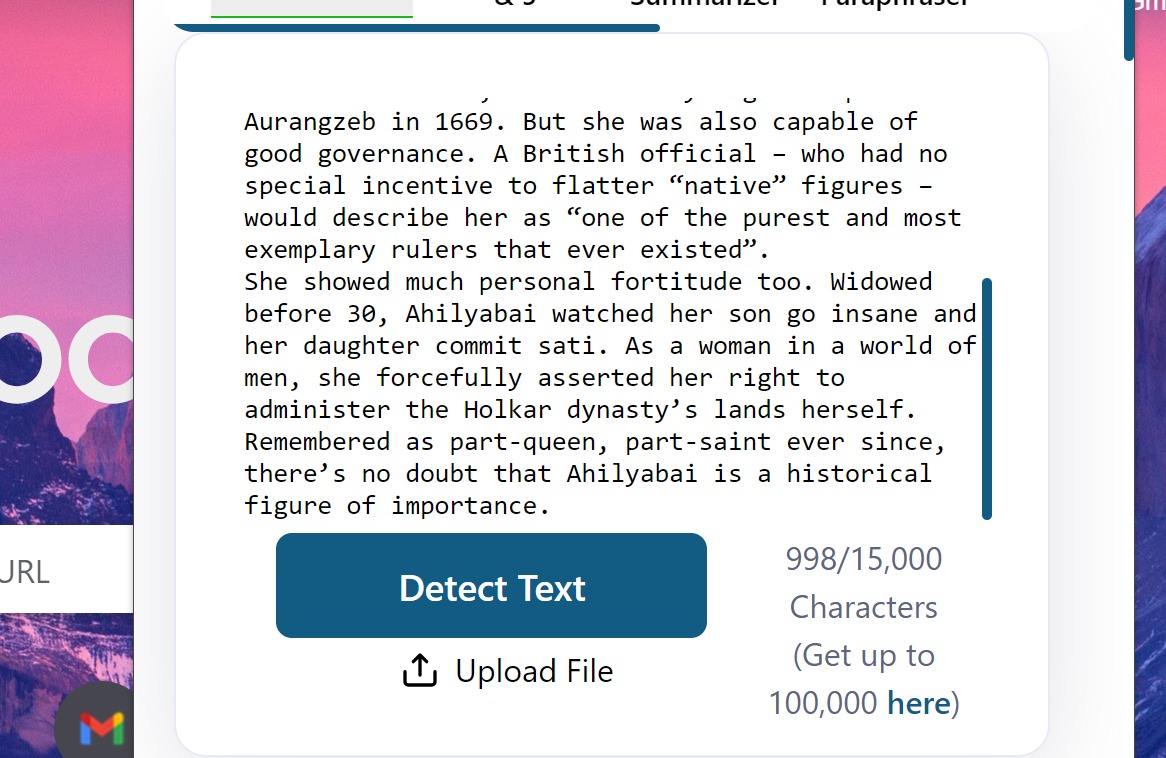 Summarizer Paraphraser
Aurangzeb in 1669. But she was also capable of
good governance. A British official – who had no
special incentive to flatter “native” figures –
would describe her as “one of the purest and most
exemplary rulers that ever existed”.
She showed much personal fortitude too. Widowed
before 30, Ahilyabai watched her son go insane and
her daughter commit sati. As a woman in a world of
men, she forcefully asserted her right to
administer the Holkar dynasty’s lands herself.
Remembered as part-queen, part-saint ever since,
there’s no doubt that Ahilyabai is a historical
figure of importance.
URL
Detect Text
Upload File
998/15,000
Characters
(Get up to
100,000 here)